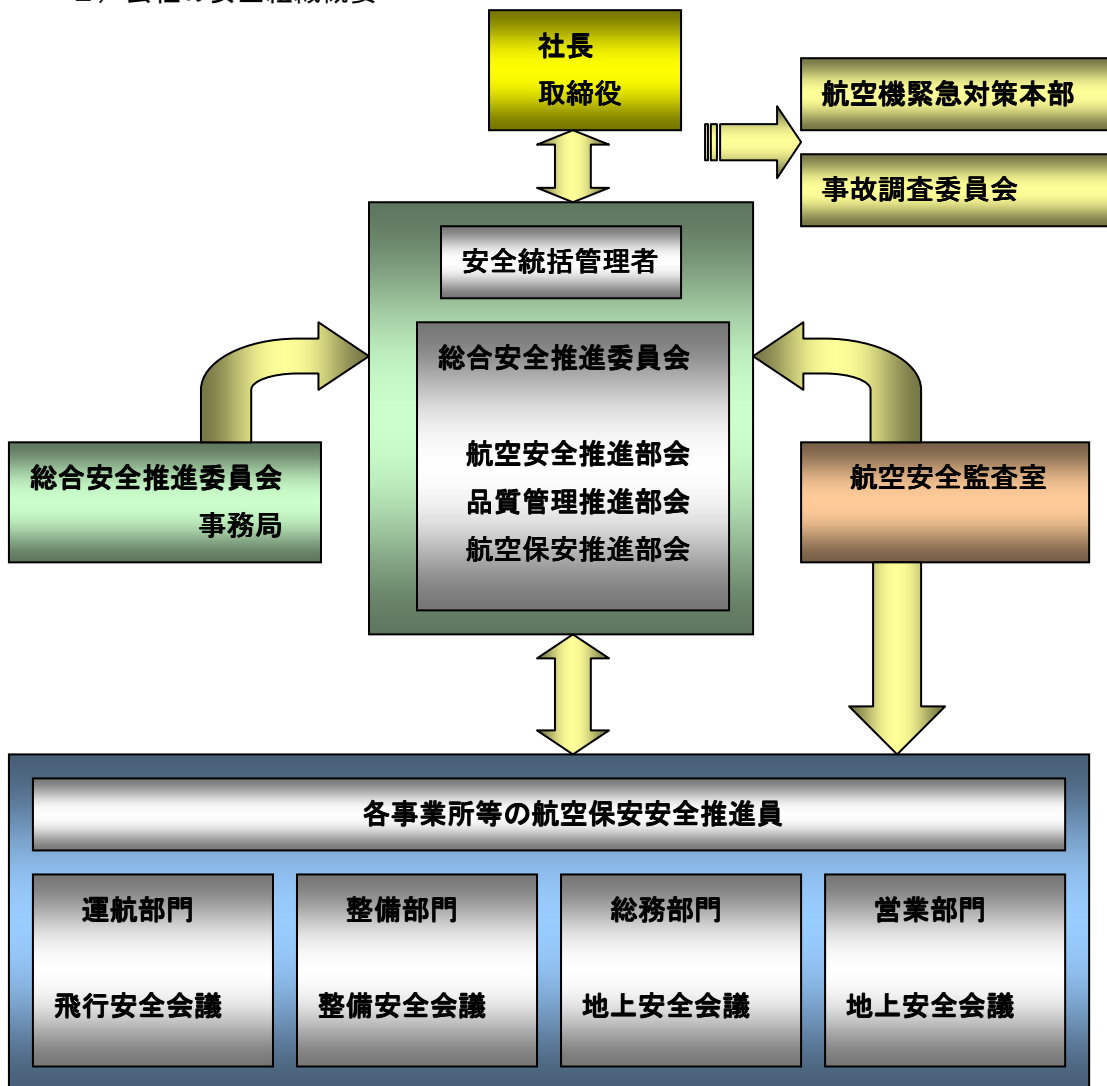 社長
取締役
航空機緊急対策本部
事故調査委員会
安全統括管理者
総合安全推進委員会
航空安全推進部会
品質管理推進部会
航空保安推進部会
総合安全推進委員会
事務局
航空安全監査室
各事業所等の航空保安安全推進員
運航部門
飛行安全会議
整備部門
整備安全会議
総務部門
地上安全会議
営業部門
地上安全会議